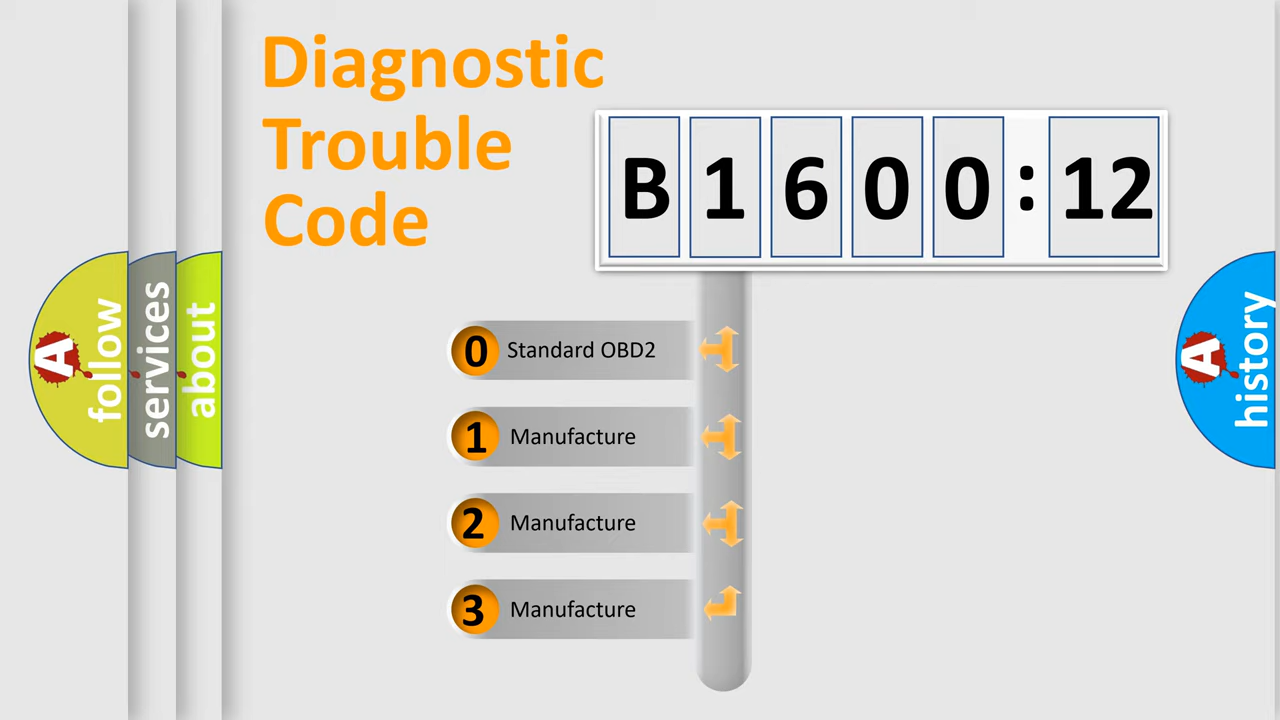 Diagnostic
Trouble
Code
B 1 6 0 0 : 12
0 Standard OBD2
1 Manufacture
2 Manufacture
3 Manufacture
A follow
services
about
A history